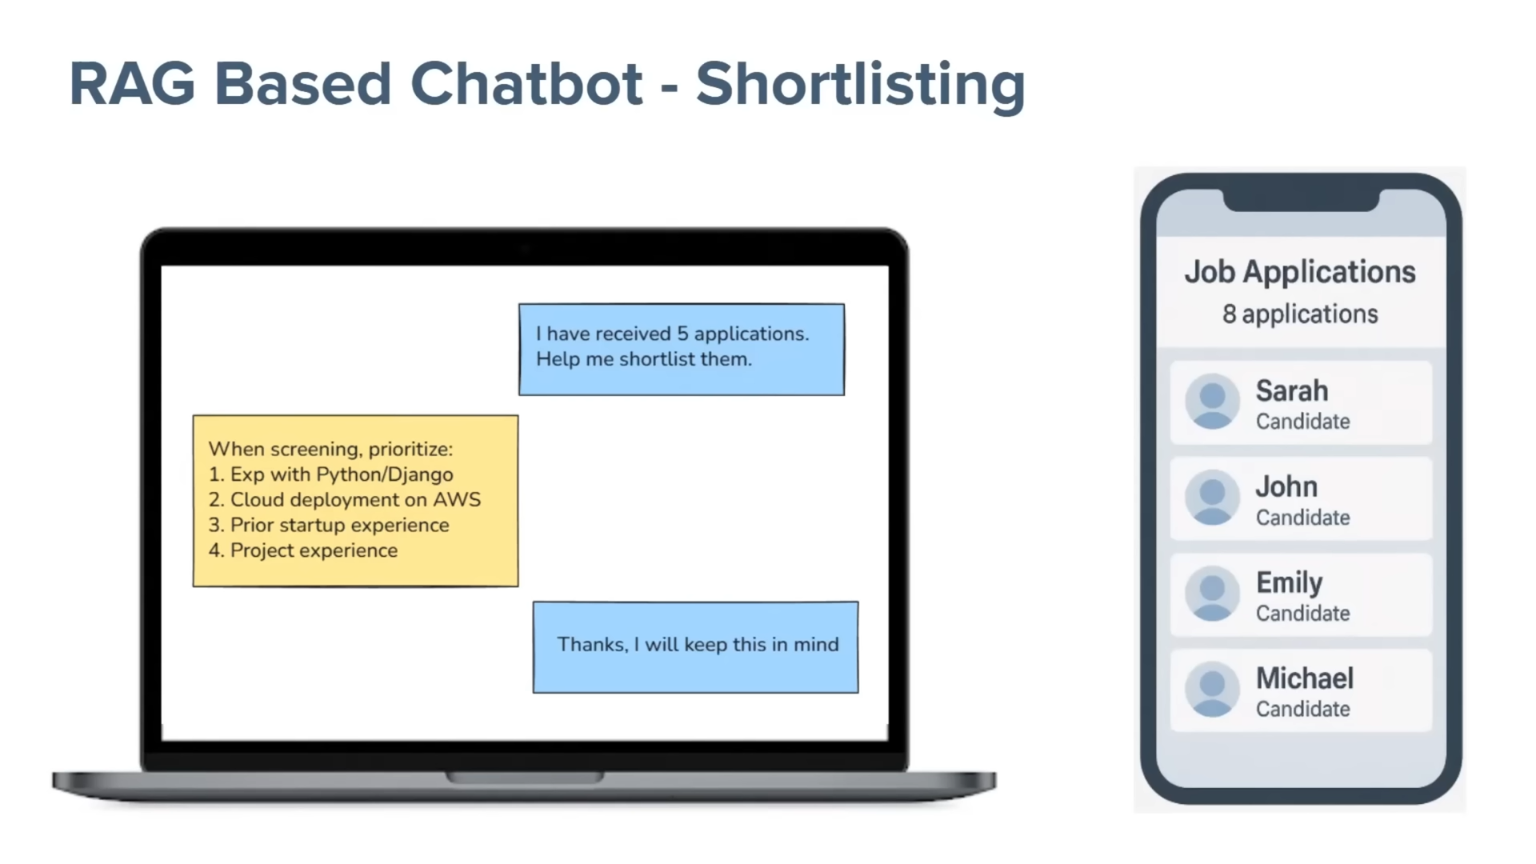 RAG Based Chatbot - Shortlisting
I have received 5 applications.
Help me shortlist them.
When screening, prioritize:
1. Exp with Python/Django
2. Cloud deployment on AWS
3. Prior startup experience
4. Project experience
Thanks, I will keep this in mind
Job Applications
8 applications
Sarah
Candidate
John
Candidate
Emily
Candidate
Michael
Candidate